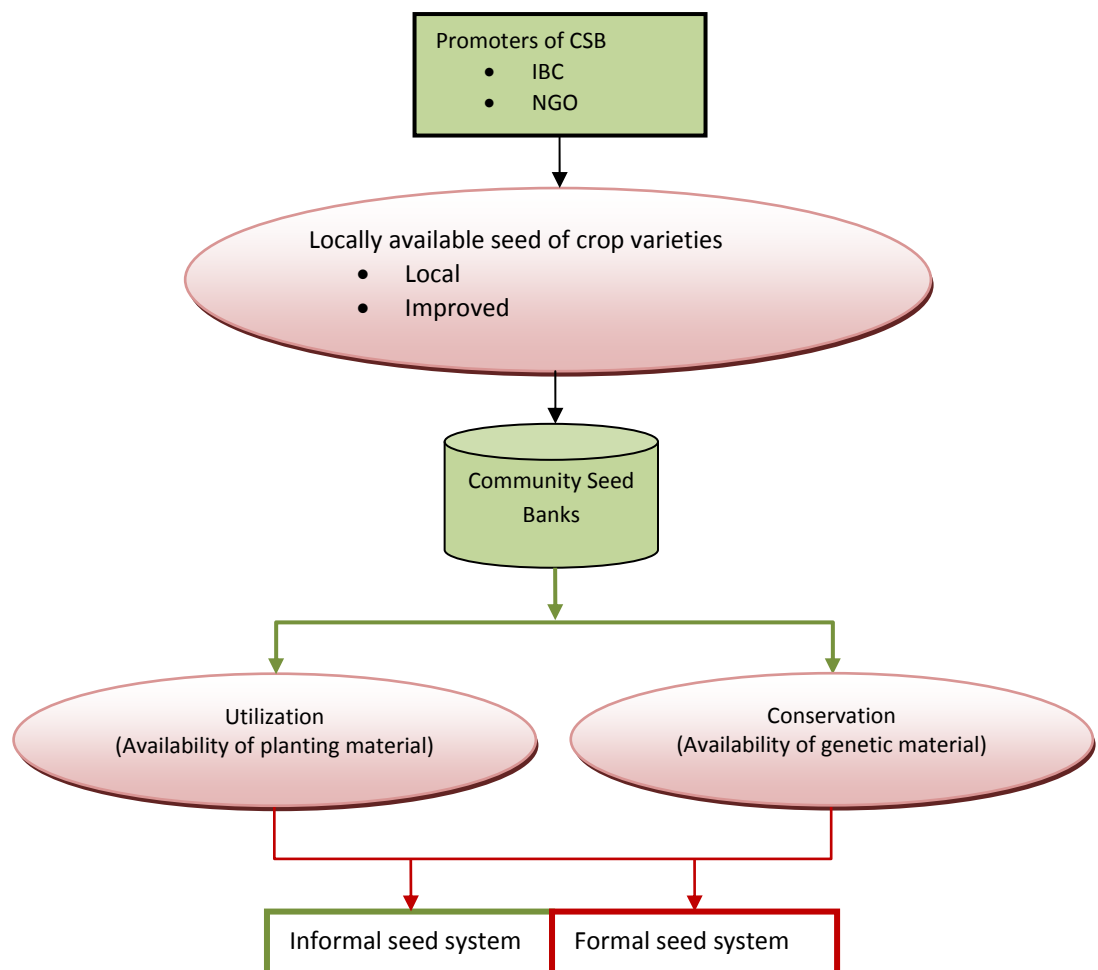 Promoters of CSB
• IBC
• NGO
Locally available seed of crop varieties
• Local
• Improved
Community Seed
Banks
Utilization
(Availability of planting material)
Conservation
(Availability of genetic material)
Informal seed system
Formal seed system